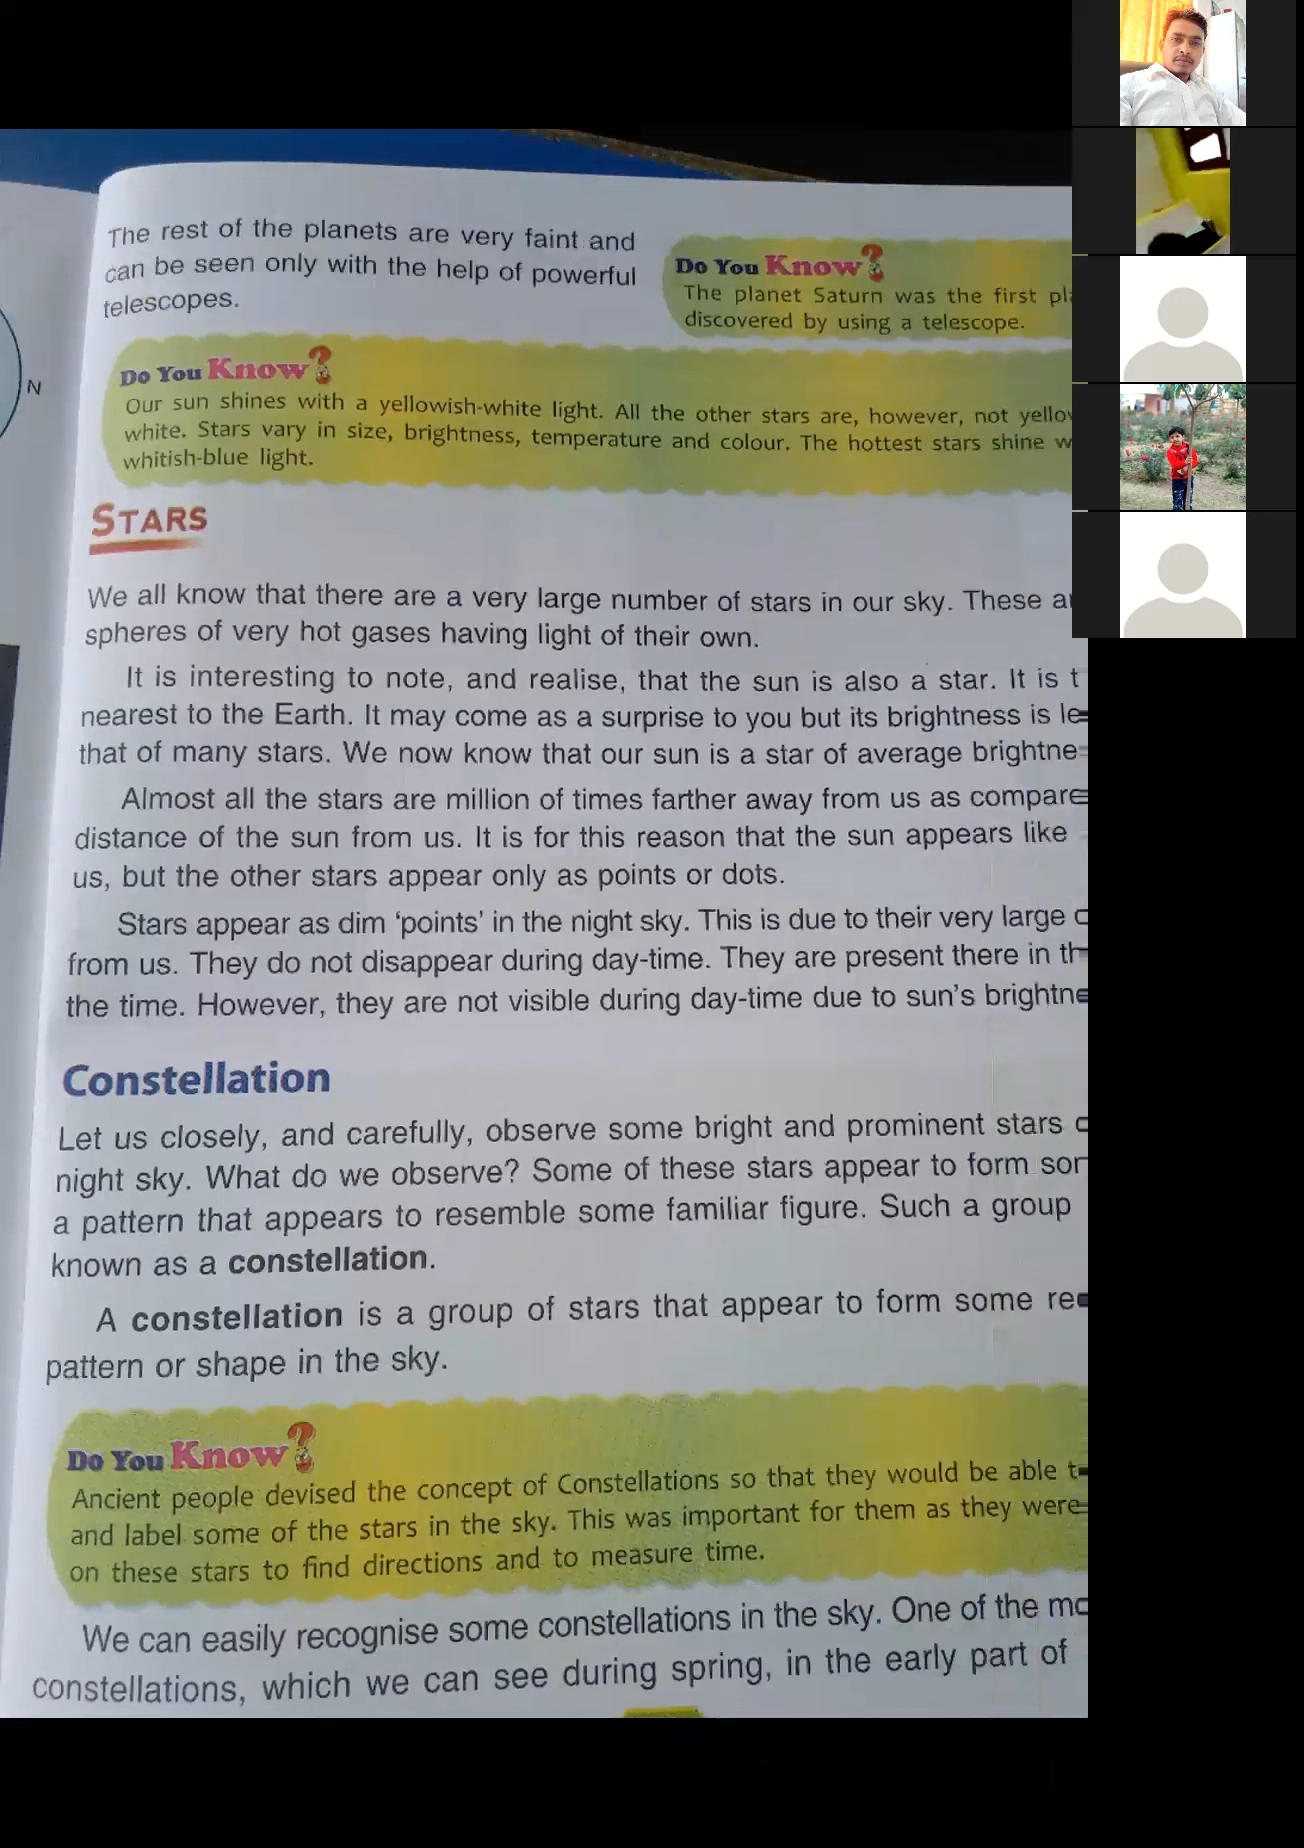 The rest of the planets are very faint and
can be seen only with the help of powerful
telescopes.
Do You Know?
The planet Saturn was the first
discovered by using a telescope.
N
Do You Know?
Our sun shines with a yellowish-white light. All the other stars are, however, not
white. Stars vary in size, brightness, temperature and colour. The hottest stars shine
whitish-blue light.
STARS
We all know that there are a very large number of stars in our sky. These
spheres of very hot gases having light of their own.
It is interesting to note, and realise, that the sun is also a star. It is
nearest to the Earth. It may come as a surprise to you but its brightness is
that of many stars. We now know that our sun is a star of average
Almost all the stars are million of times farther away from us as
distance of the sun from us. It is for this reason that the sun appears like
us, but the other stars appear only as points or dots.
Stars appear as dim ‘points’ in the night sky. This is due to their very large
from us. They do not disappear during day-time. They are present there in
the time. However, they are not visible during day-time due to sun’s
Constellation
Let us closely, and carefully, observe some bright and prominent stars
night sky. What do we observe? Some of these stars appear to form
a pattern that appears to resemble some familiar figure. Such a group
known as a constellation.
A constellation is a group of stars that appear to form some
pattern or shape in the sky.
Do You Know?
Ancient people devised the concept of Constellations so that they would be able
and label some of the stars in the sky. This was important for them as they were
on these stars to find directions and to measure time.
We can easily recognise some constellations in the sky. One of the
constellations, which we can see during spring, in the early part of